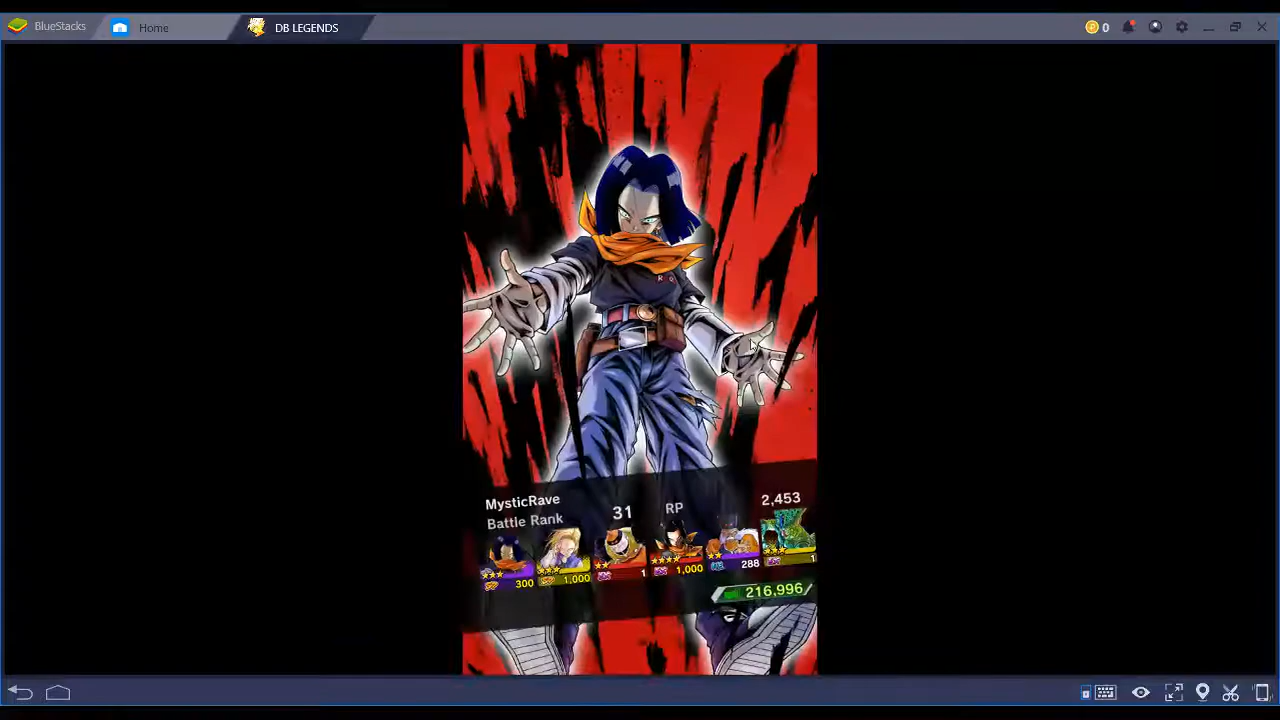 BlueStacks
Home
DB LEGENDS
0
R
MysticRave
Battle Rank 31 RP 2,453
300 1,000 1 1,000 288 1
216,996